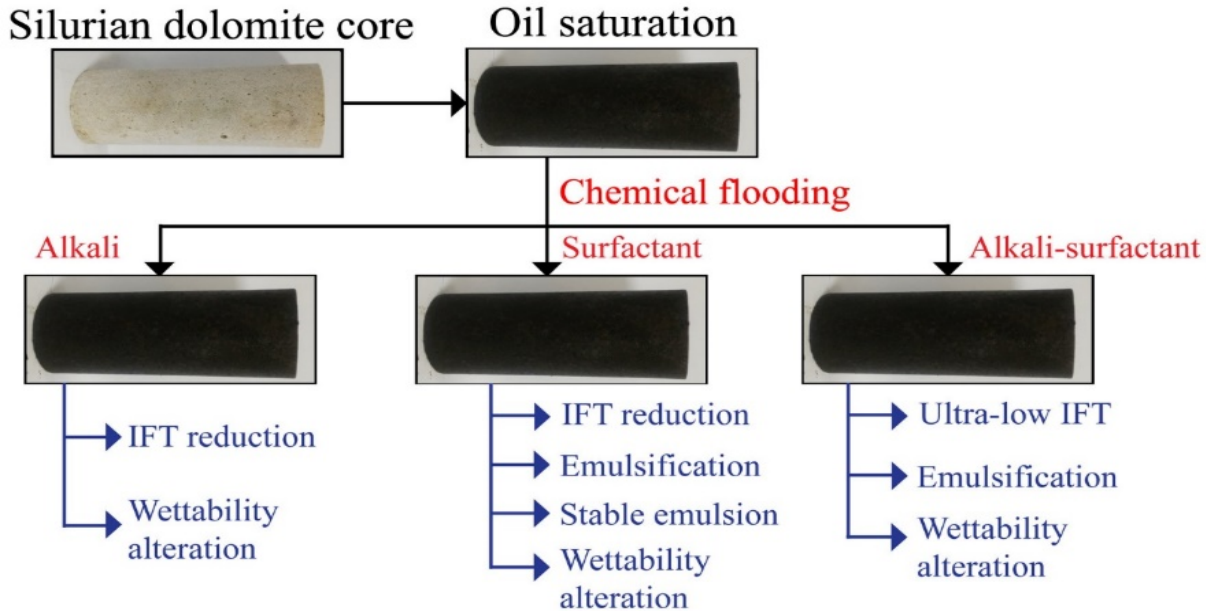 Silurian dolomite core
Oil saturation
Chemical flooding
Alkali
Surfactant
Alkali-surfactant
IFT reduction
Wettability
alteration
IFT reduction
Emulsification
Stable emulsion
Wettability
alteration
Ultra-low IFT
Emulsification
Wettability
alteration